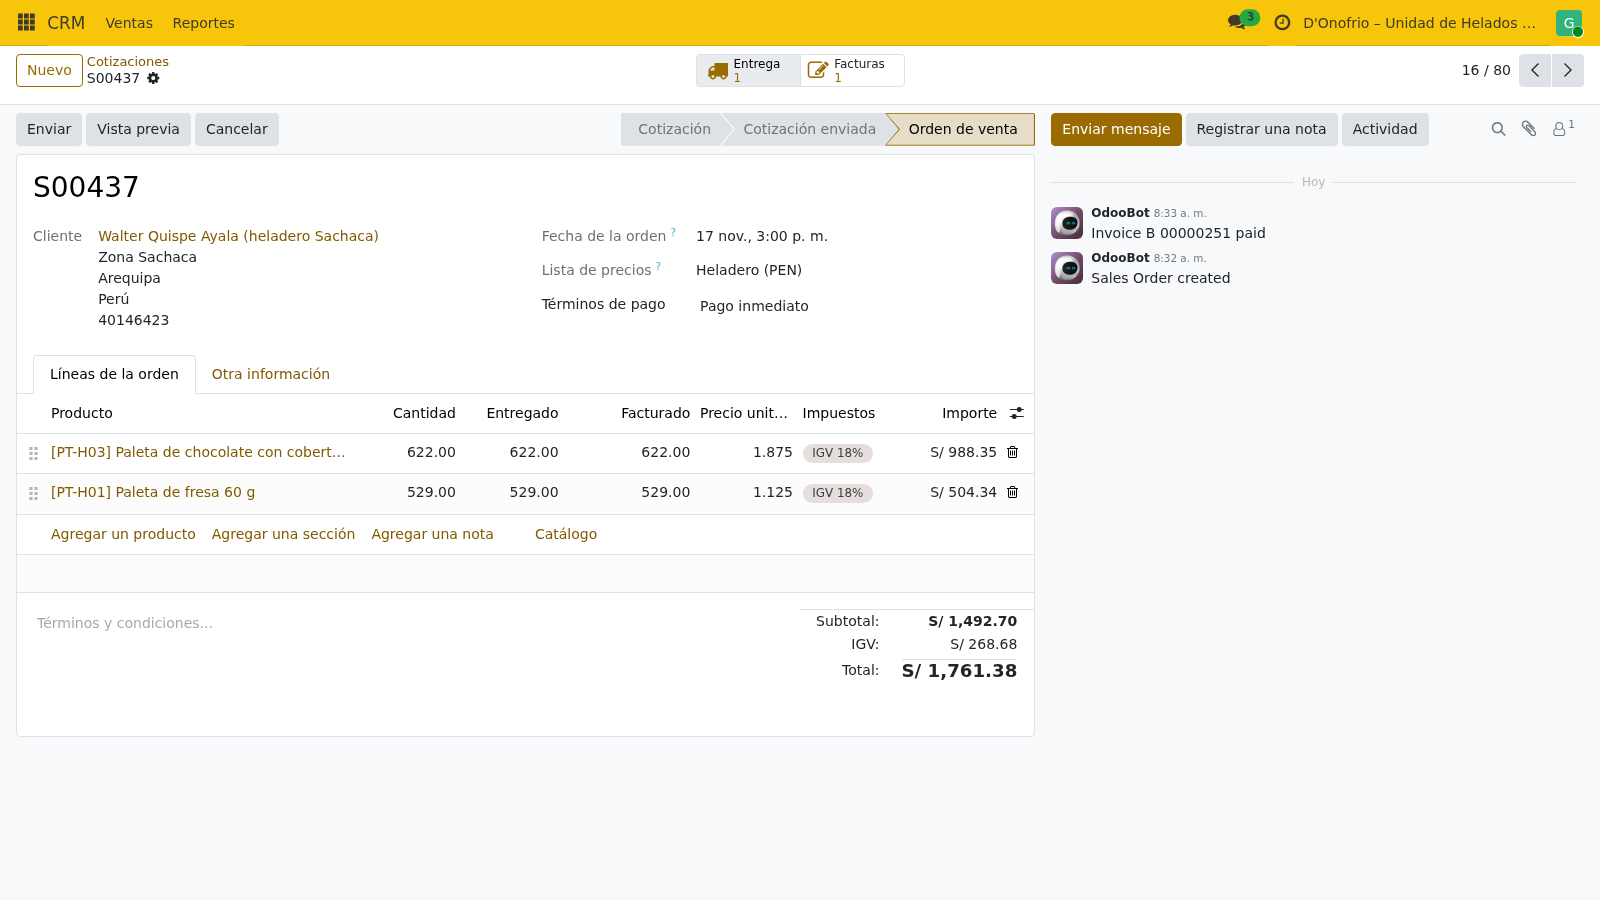 CRM Ventas Reportes 3 D'Onofrio – Unidad de Helados ... G
Nuevo Cotizaciones
S00437
Entrega 1
Facturas 1
16 / 80
Enviar Vista previa Cancelar Cotización Cotización enviada Orden de venta
Enviar mensaje Registrar una nota Actividad 1
S00437
Cliente Walter Quispe Ayala (heladero Sachaca)
Zona Sachaca
Arequipa
Perú
40146423
Fecha de la orden ? 17 nov., 3:00 p. m.
Lista de precios ? Heladero (PEN)
Términos de pago Pago inmediato
Líneas de la orden Otra información
Producto Cantidad Entregado Facturado Precio unit... Impuestos Importe
[PT-H03] Paleta de chocolate con cobert... 622.00 622.00 622.00 1.875 IGV 18% S/ 988.35
[PT-H01] Paleta de fresa 60 g 529.00 529.00 529.00 1.125 IGV 18% S/ 504.34
Agregar un producto Agregar una sección Agregar una nota Catálogo
Términos y condiciones...
Subtotal: S/ 1,492.70
IGV: S/ 268.68
Total: S/ 1,761.38
Hoy
OdooBot 8:33 a. m.
Invoice B 00000251 paid
OdooBot 8:32 a. m.
Sales Order created